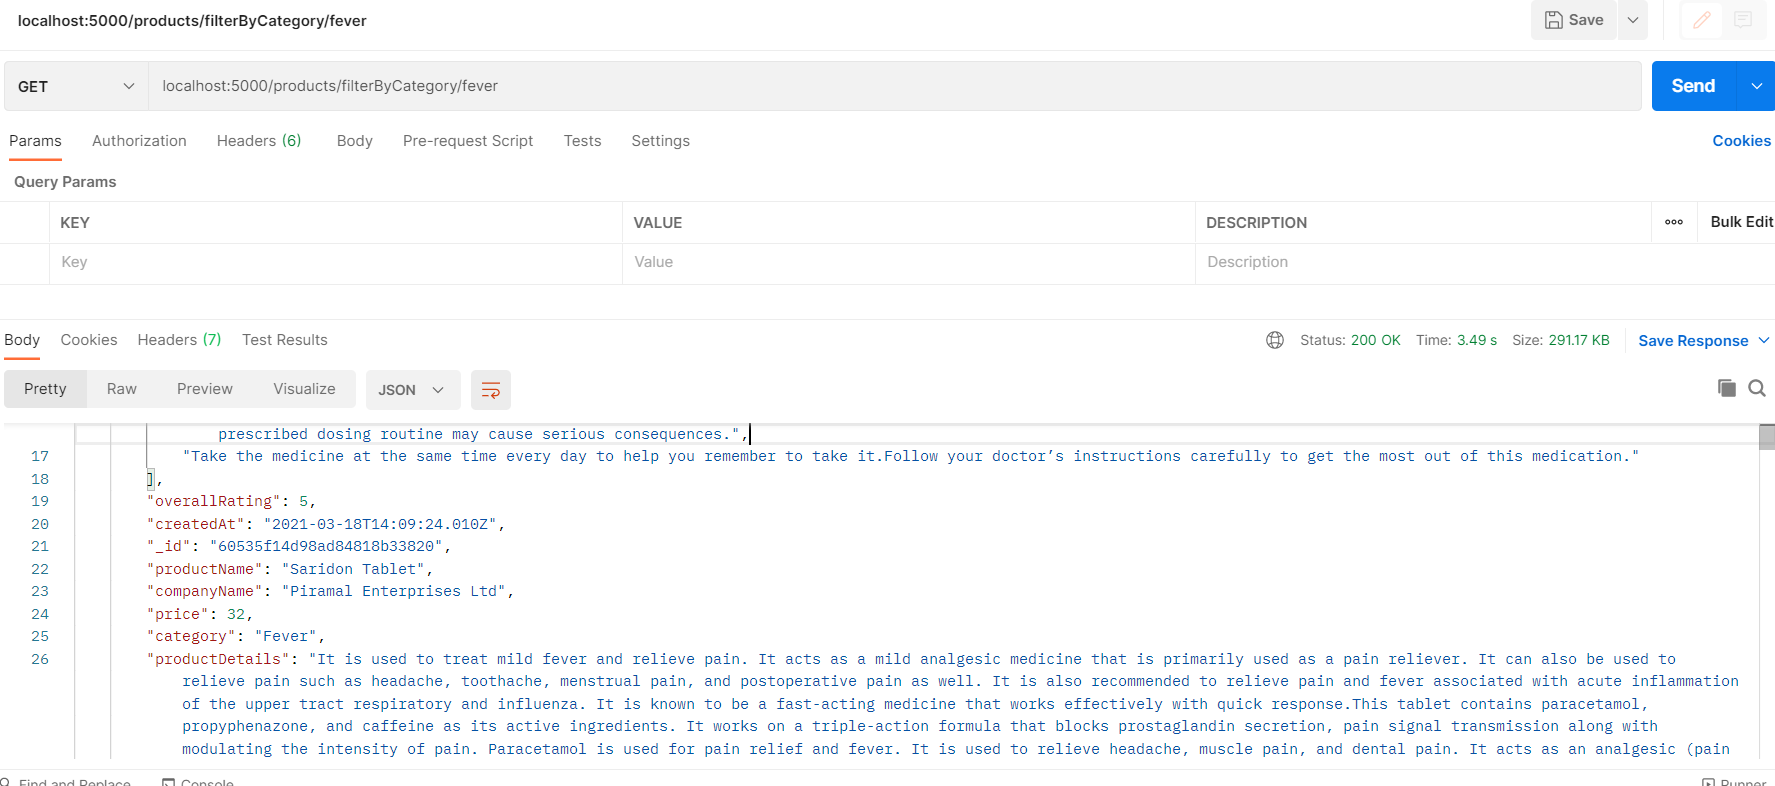 localhost:5000/products/filterByCategory/fever
Save
GET
localhost:5000/products/filterByCategory/fever
Send
Params Authorization Headers (6) Body Pre-request Script Tests Settings Cookies
Query Params
KEY VALUE DESCRIPTION Bulk Edit
Key Value Description
Body Cookies Headers (7) Test Results Status: 200 OK Time: 3.49 s Size: 291.17 KB Save Response
Pretty Raw Preview Visualize JSON
prescribed dosing routine may cause serious consequences.",
17 "Take the medicine at the same time every day to help you remember to take it.Follow your doctor’s instructions carefully to get the most out of this medication."
18 ],
19 "overallRating": 5,
20 "createdAt": "2021-03-18T14:09:24.010Z",
21 "_id": "60535f14d98ad84818b33820",
22 "productName": "Saridon Tablet",
23 "companyName": "Piramal Enterprises Ltd",
24 "price": 32,
25 "category": "Fever",
26 "productDetails": "It is used to treat mild fever and relieve pain. It acts as a mild analgesic medicine that is primarily used as a pain reliever. It can also be used to
relieve pain such as headache, toothache, menstrual pain, and postoperative pain as well. It is also recommended to relieve pain and fever associated with acute inflammation
of the upper tract respiratory and influenza. It is known to be a fast-acting medicine that works effectively with quick response.This tablet contains paracetamol,
propyphenazone, and caffeine as its active ingredients. It works on a triple-action formula that blocks prostaglandin secretion, pain signal transmission along with
modulating the intensity of pain. Paracetamol is used for pain relief and fever. It is used to relieve headache, muscle pain, and dental pain. It acts as an analgesic (pain
Find and Replace Console Runner